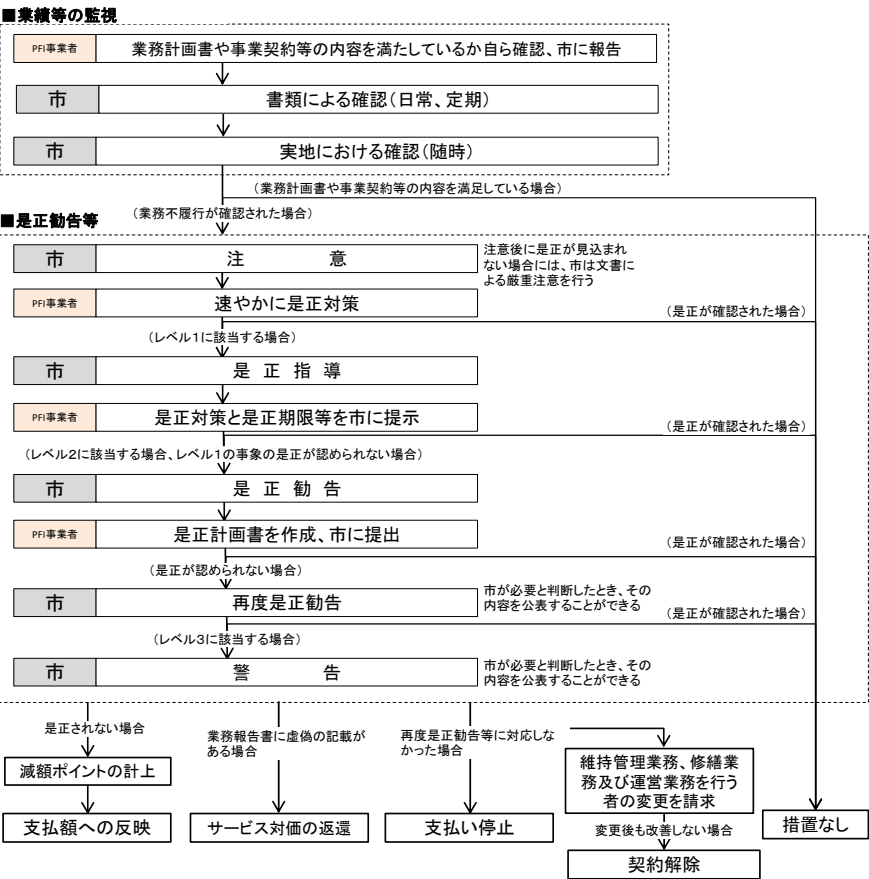 ■業績等の監視
PFI事業者
業務計画書や事業契約等の内容を満たしているか自ら確認、市に報告
市
書類による確認(日常、定期)
市
実地における確認(随時)
(業務計画書や事業契約等の内容を満足している場合)
(業務不履行が確認された場合)
■是正勧告等
市
注　意
注意後に是正が見込まれ
ない場合には、市は文書に
よる厳重注意を行う
PFI事業者
速やかに是正対策
(是正が確認された場合)
(レベル1に該当する場合)
市
是 正 指 導
PFI事業者
是正対策と是正期限等を市に提示
(是正が確認された場合)
(レベル2に該当する場合、レベル1の事象の是正が認められない場合)
市
是 正 勧 告
PFI事業者
是正計画書を作成、市に提出
(是正が確認された場合)
(是正が認められない場合)
市
再度是正勧告
市が必要と判断したとき、その
内容を公表することができる
(是正が確認された場合)
(レベル3に該当する場合)
市
警　告
市が必要と判断したとき、その
内容を公表することができる
是正されない場合
減額ポイントの計上
支払額への反映
業務報告書に虚偽の記載が
ある場合
サービス対価の返還
再度是正勧告等に対応しな
かった場合
支払い停止
維持管理業務、修繕業
務及び運営業務を行う
者の変更を請求
変更後も改善しない場合
契約解除
措置なし